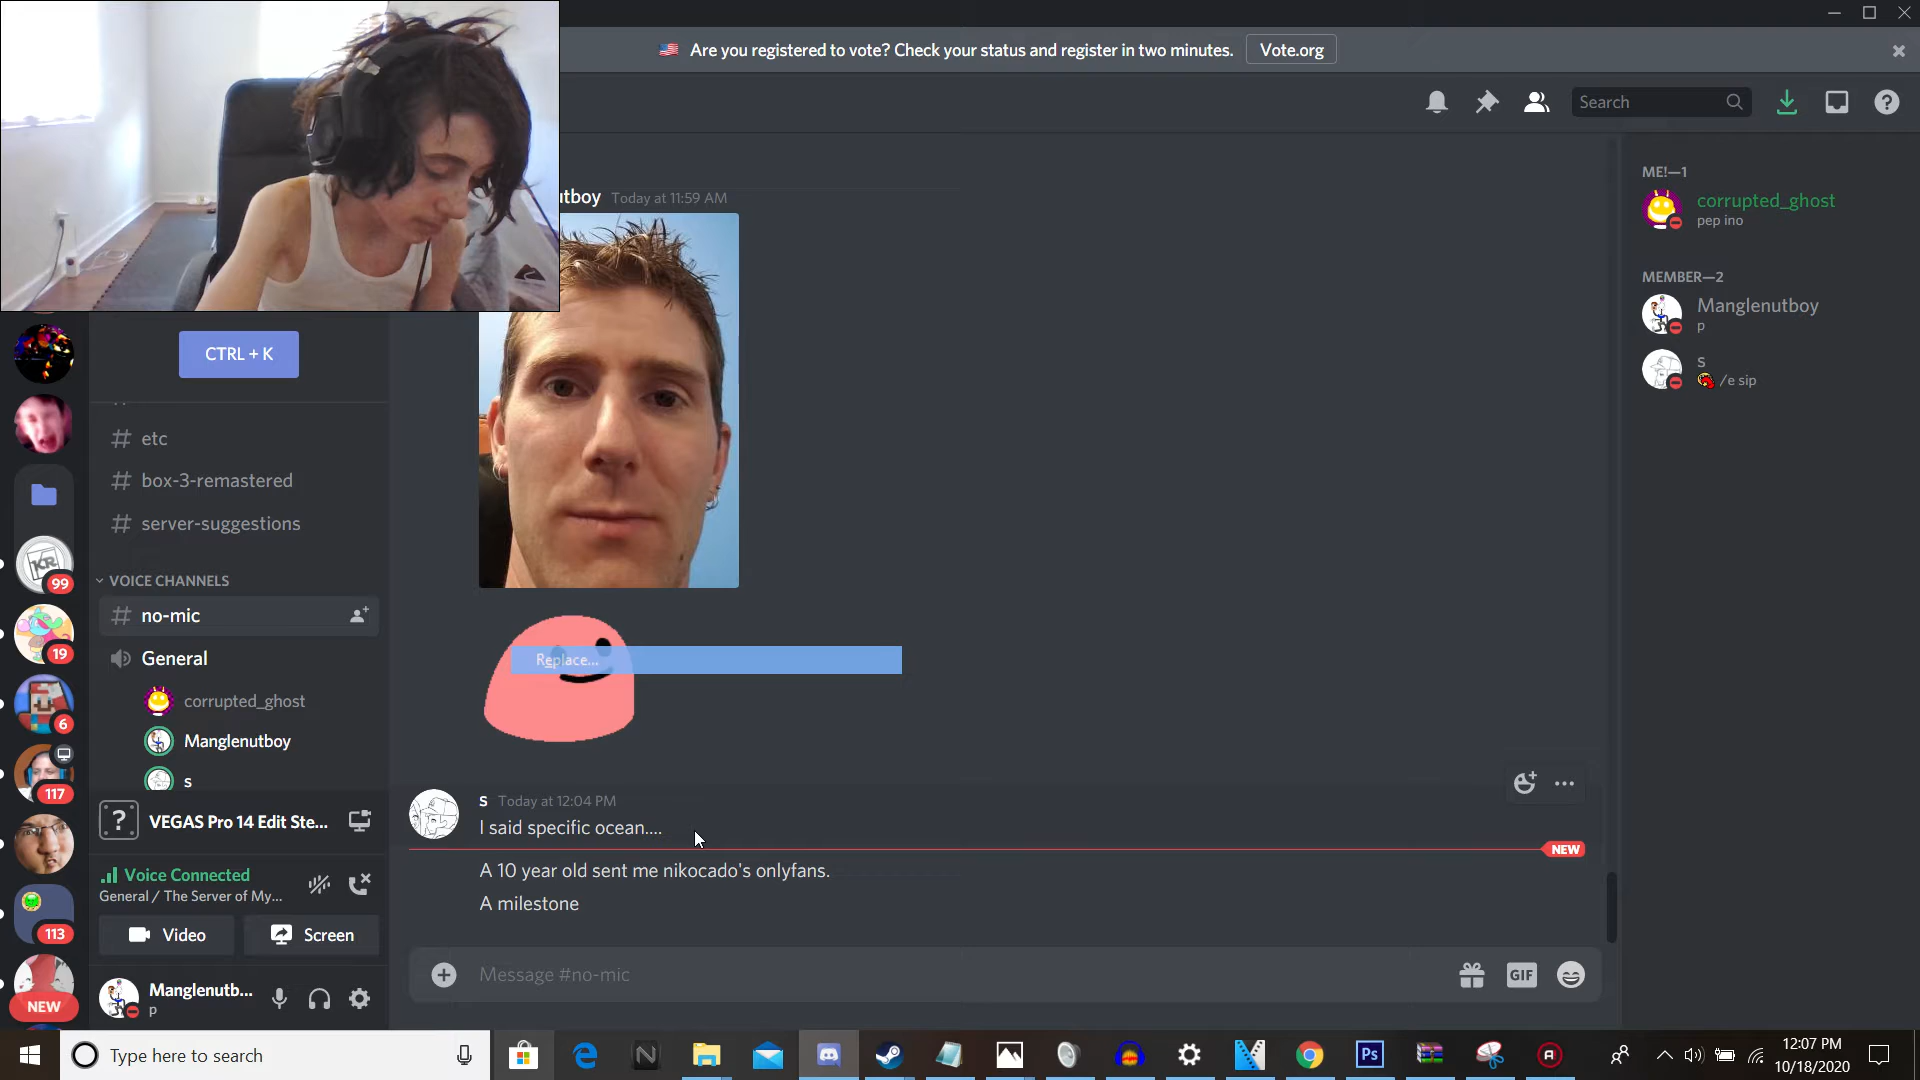 Are you registered to vote? Check your status and register in two minutes.
Vote.org
Search
utboy Today at 11:59 AM
ME!—1
corrupted_ghost
pep ino
MEMBER—2
Manglenutboy
p
s
/e sip
CTRL + K
# etc
# box-3-remastered
# server-suggestions
VOICE CHANNELS
# no-mic
General
corrupted_ghost
Manglenutboy
s
KR
99
19
6
117
113
NEW
Replace...
s Today at 12:04 PM
I said specific ocean....
NEW
A 10 year old sent me nikocado's onlyfans.
A milestone
? VEGAS Pro 14 Edit Ste...
Voice Connected
General / The Server of My...
Video
Screen
Message #no-mic
GIF
Manglenutb...
p
Type here to search
N
Ps
12:07 PM
10/18/2020